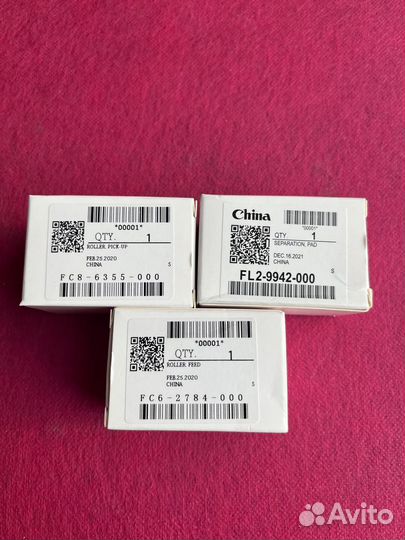 *00001*
QTY. 1
ROLLER PICK-UP
FEB.25.2020
CHINA
S
FC8-6355-000
China
*00001*
QTY 1
SEPARATION, PAD
DEC.16.2021
CHINA
S
FL2-9942-000
*00001*
QTY. 1
ROLLER FEED
FEB.25.2020
CHINA
S
FC6-2784-000
Avito